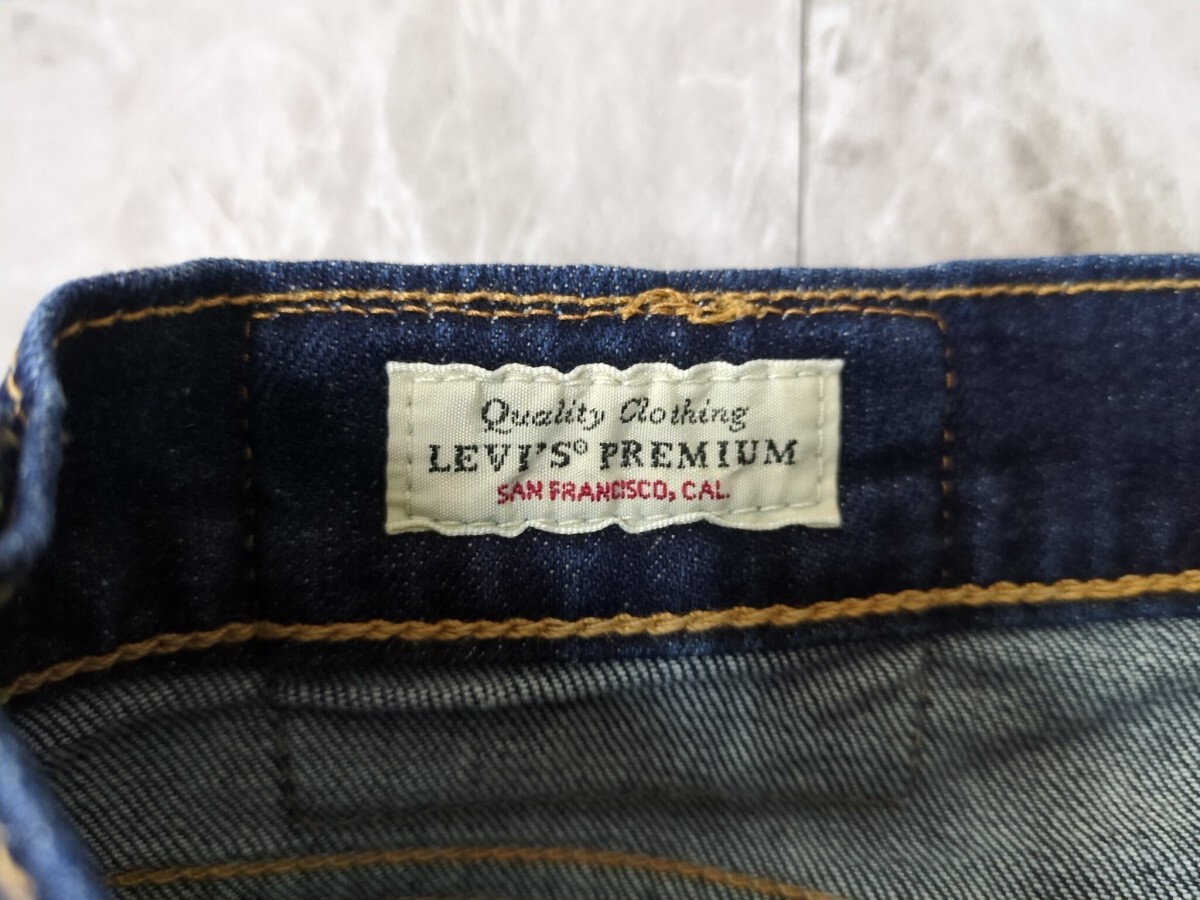 Quality Clothing
LEVI'S® PREMIUM
SAN FRANCISCO, CAL.